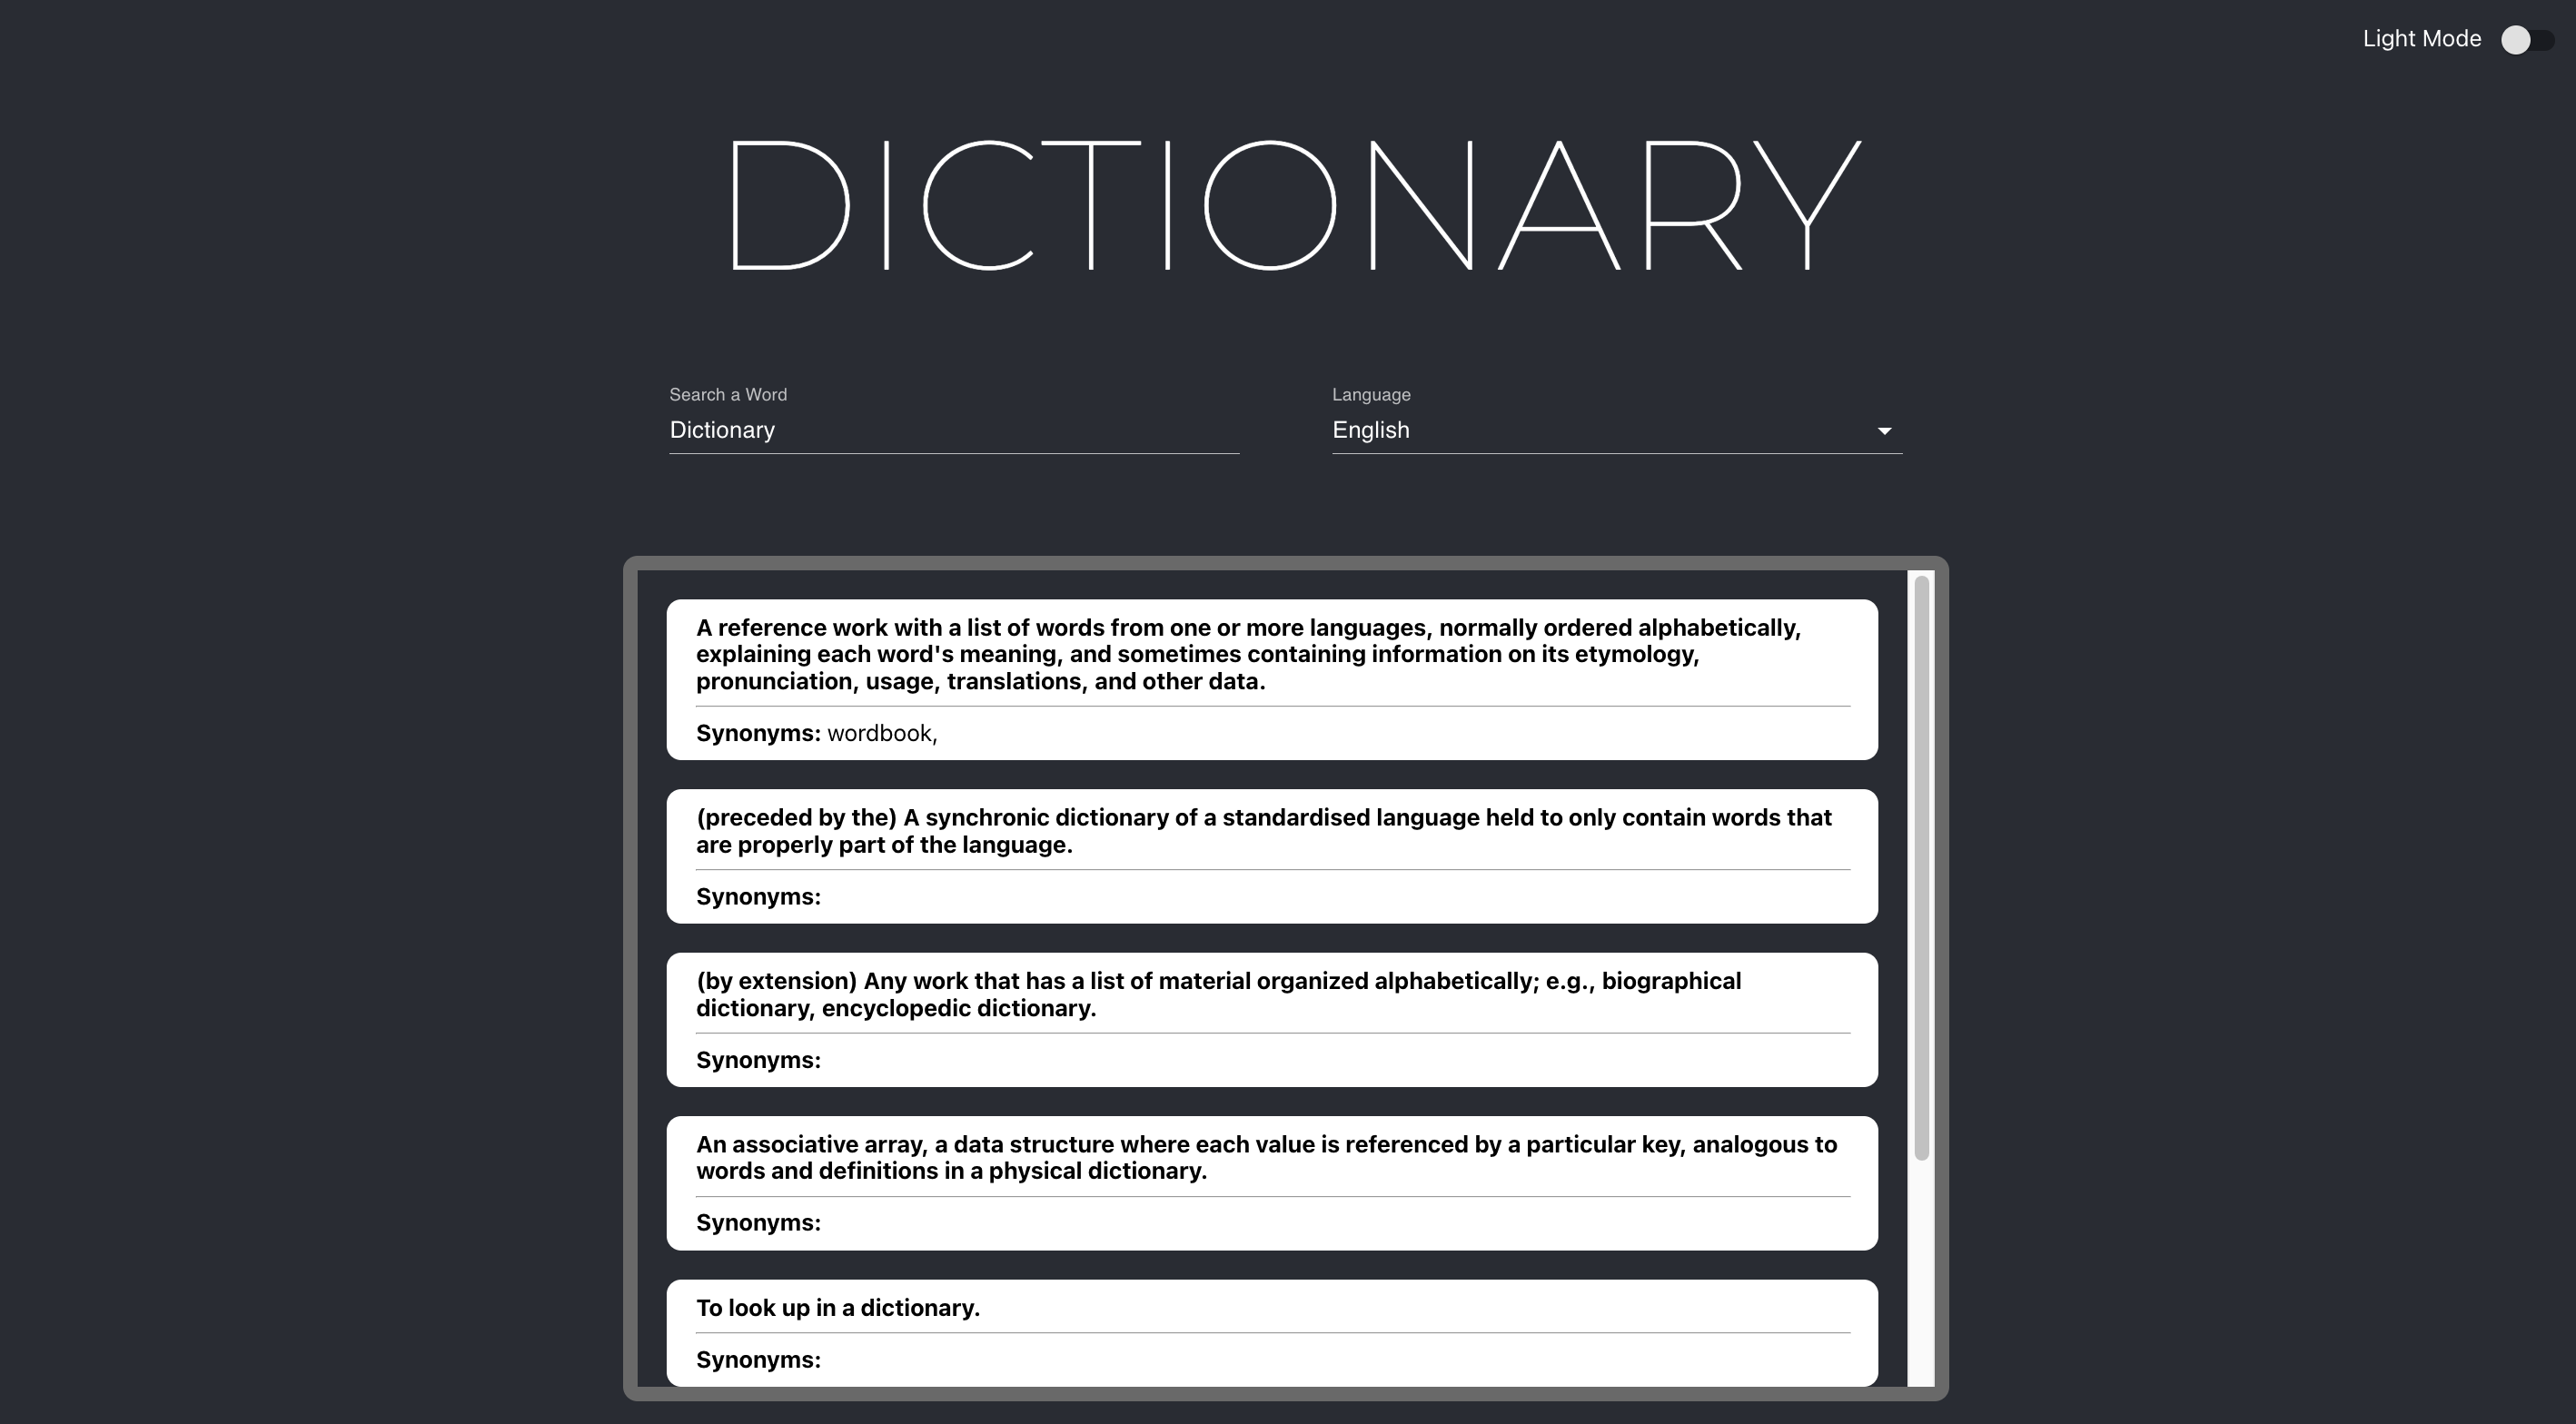 Light Mode
DICTIONARY
Search a Word
Dictionary
Language
English
A reference work with a list of words from one or more languages, normally ordered alphabetically,
explaining each word's meaning, and sometimes containing information on its etymology,
pronunciation, usage, translations, and other data.
Synonyms: wordbook,
(preceded by the) A synchronic dictionary of a standardised language held to only contain words that
are properly part of the language.
Synonyms:
(by extension) Any work that has a list of material organized alphabetically; e.g., biographical
dictionary, encyclopedic dictionary.
Synonyms:
An associative array, a data structure where each value is referenced by a particular key, analogous to
words and definitions in a physical dictionary.
Synonyms:
To look up in a dictionary.
Synonyms: